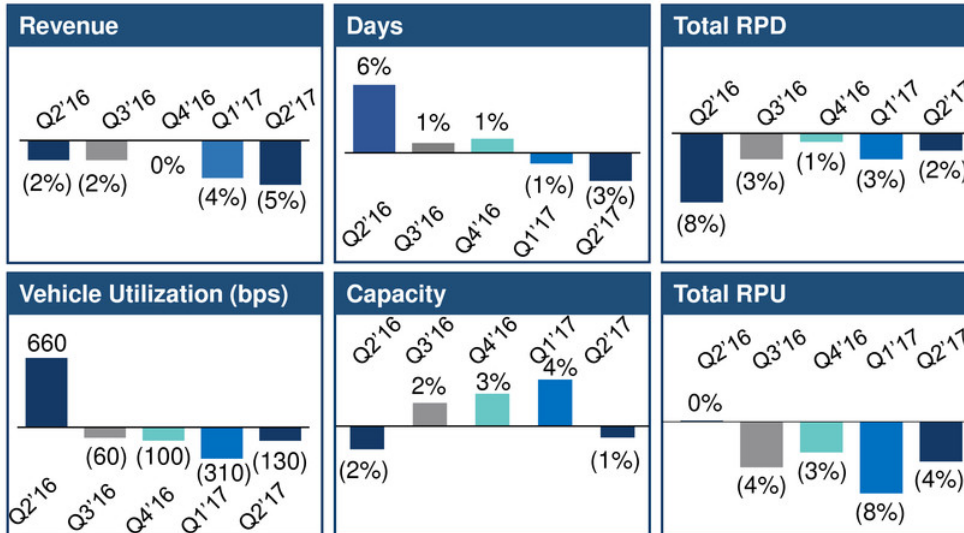 Revenue
Q2'16 Q3'16 Q4'16 Q1'17 Q2'17
(2%) (2%) 0% (4%) (5%)
Days
6% 1% 1% (1%) (3%)
Q2'16 Q3'16 Q4'16 Q1'17 Q2'17
Total RPD
Q2'16 Q3'16 Q4'16 Q1'17 Q2'17
(8%) (3%) (1%) (3%) (2%)
Vehicle Utilization (bps)
660 (60) (100) (310) (130)
Q2'16 Q3'16 Q4'16 Q1'17 Q2'17
Capacity
Q2'16 Q3'16 Q4'16 Q1'17 Q2'17
(2%) 2% 3% 4% (1%)
Total RPU
Q2'16 Q3'16 Q4'16 Q1'17 Q2'17
0% (4%) (3%) (8%) (4%)